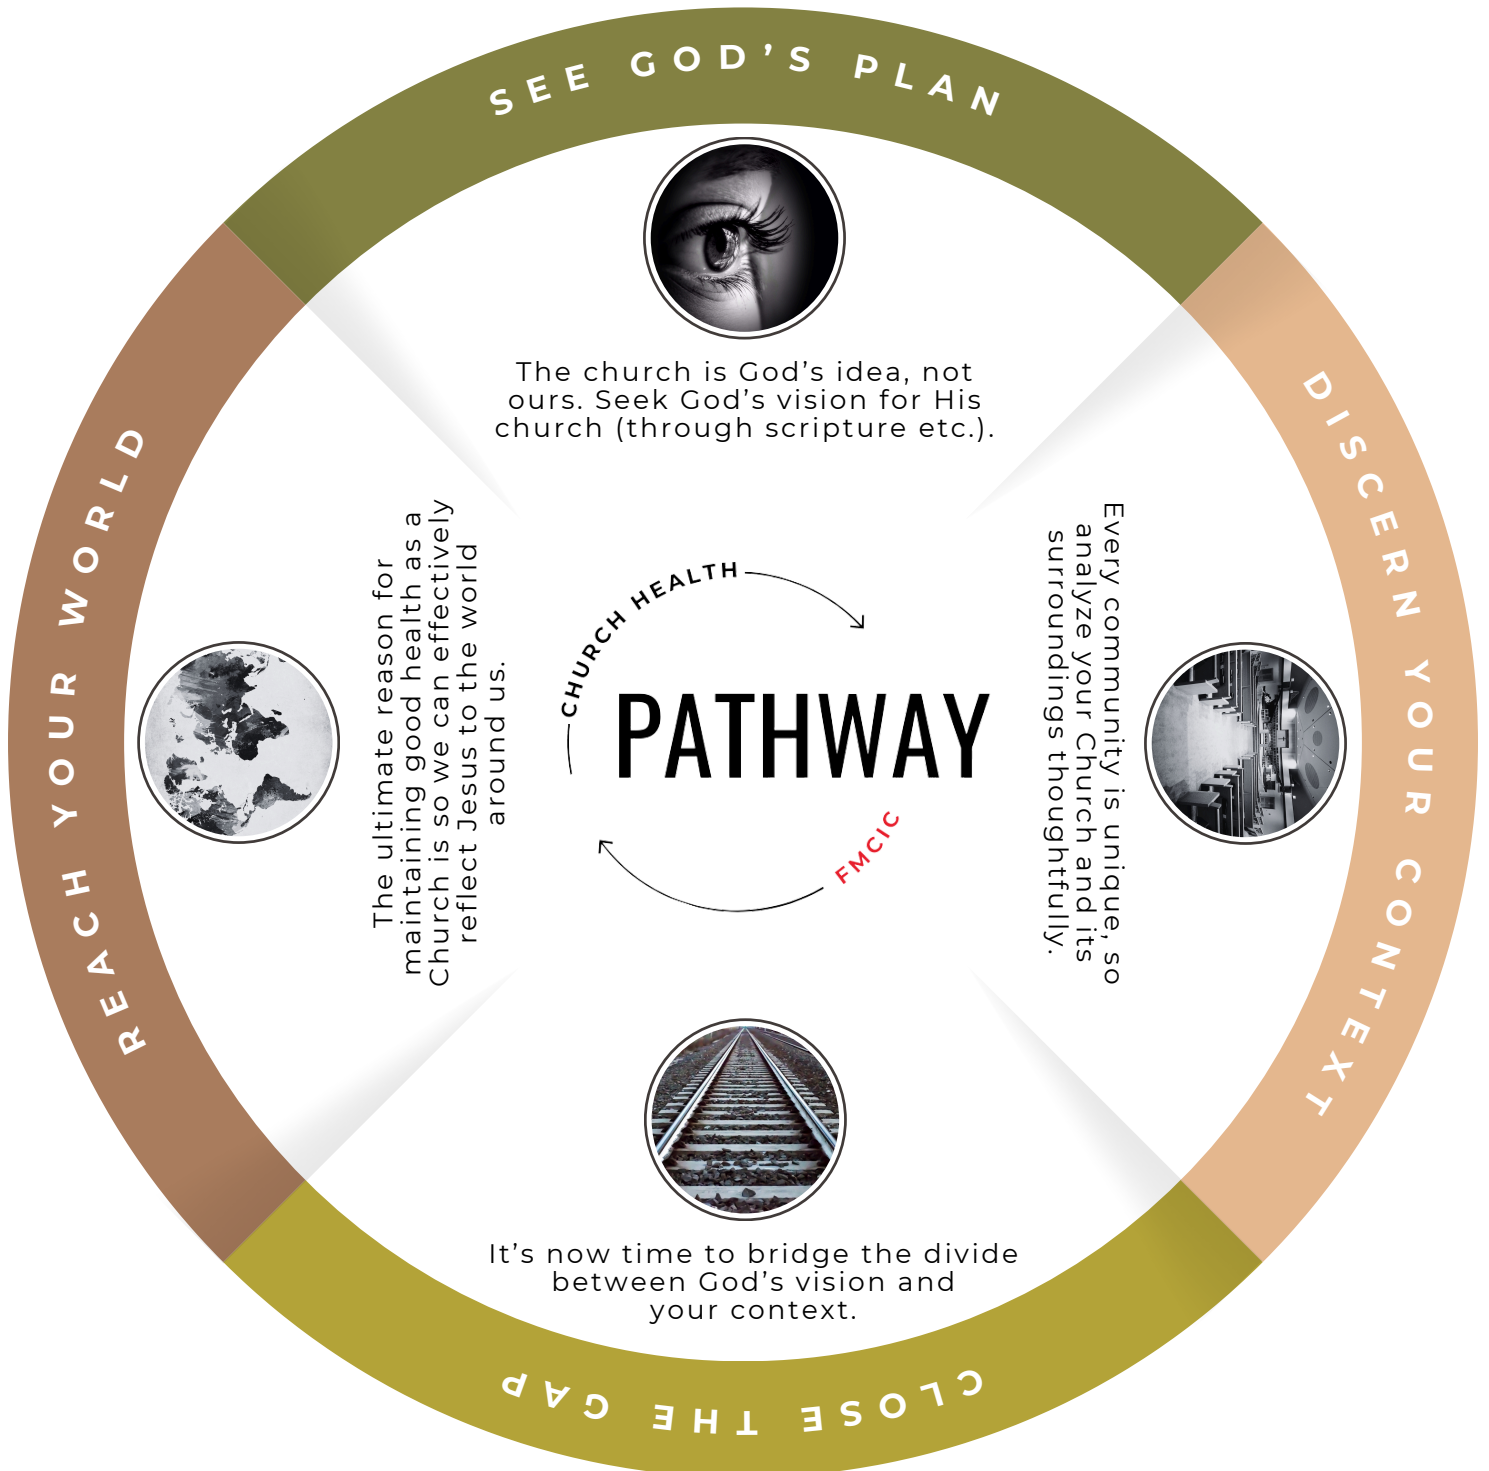 SEE GOD’S PLAN
The church is God’s idea, not
ours. Seek God’s vision for His
church (through scripture etc.).
DISCERN YOUR CONTEXT
Every community is unique, so
analyze your Church and its
surroundings thoughtfully.
CLOSE THE GAP
It’s now time to bridge the divide
between God’s vision and
your context.
REACH YOUR WORLD
The ultimate reason for
maintaining good health as a
Church is so we can effectively
reflect Jesus to the world
around us.
CHURCH HEALTH
PATHWAY
FMCIC